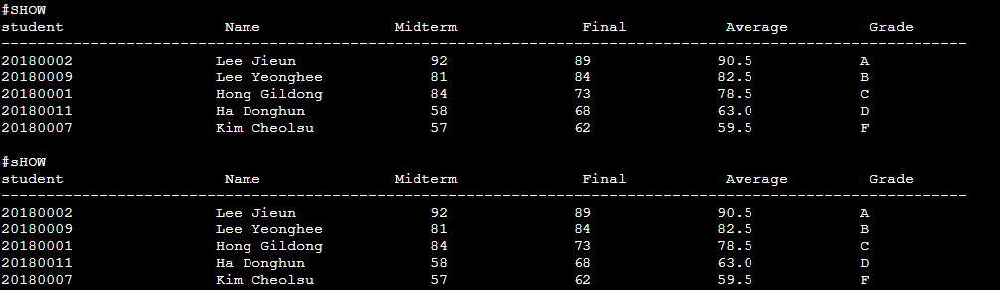 #SHOW
student Name Midterm Final Average Grade
--------------------------------------------------------------------------------------------------------------
20180002 Lee Jieun 92 89 90.5 A
20180009 Lee Yeonghee 81 84 82.5 B
20180001 Hong Gildong 84 73 78.5 C
20180011 Ha Donghun 58 68 63.0 D
20180007 Kim Cheolsu 57 62 59.5 F
#sHOW
student Name Midterm Final Average Grade
--------------------------------------------------------------------------------------------------------------
20180002 Lee Jieun 92 89 90.5 A
20180009 Lee Yeonghee 81 84 82.5 B
20180001 Hong Gildong 84 73 78.5 C
20180011 Ha Donghun 58 68 63.0 D
20180007 Kim Cheolsu 57 62 59.5 F